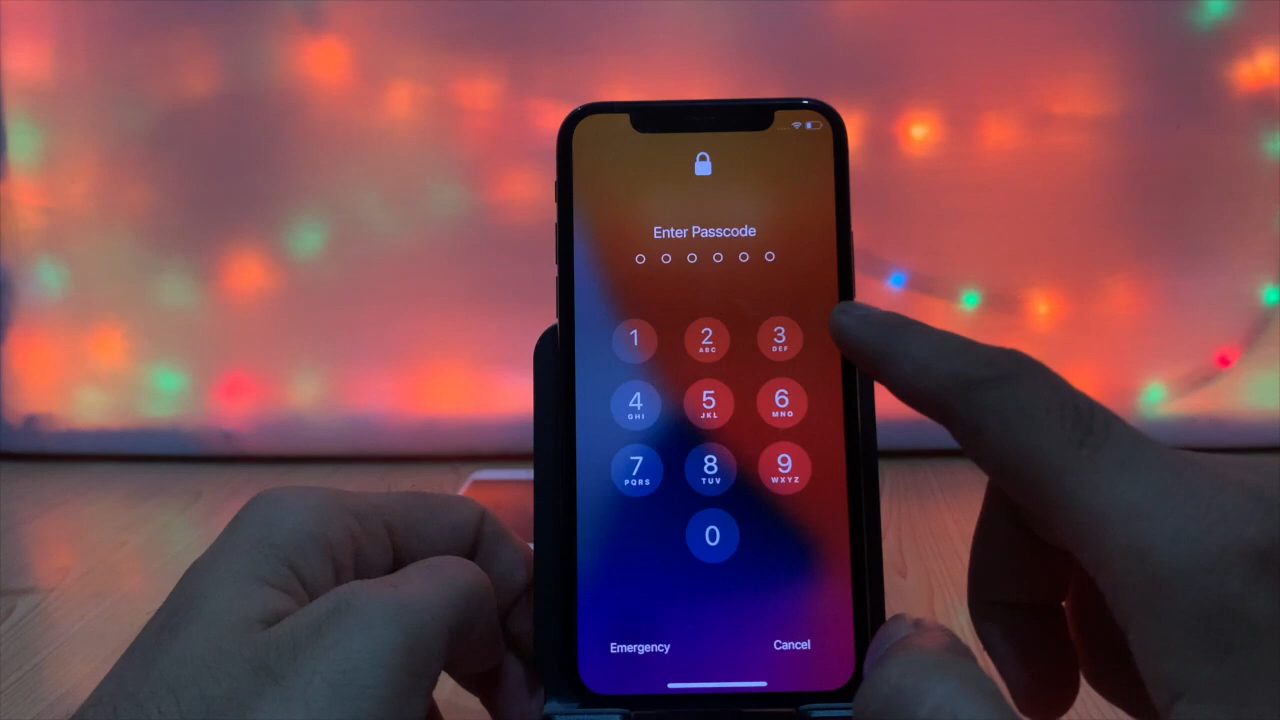 Enter Passcode
1
2
ABC
3
DEF
4
GHI
5
JKL
6
MNO
7
PQRS
8
TUV
9
WXYZ
0
Emergency
Cancel